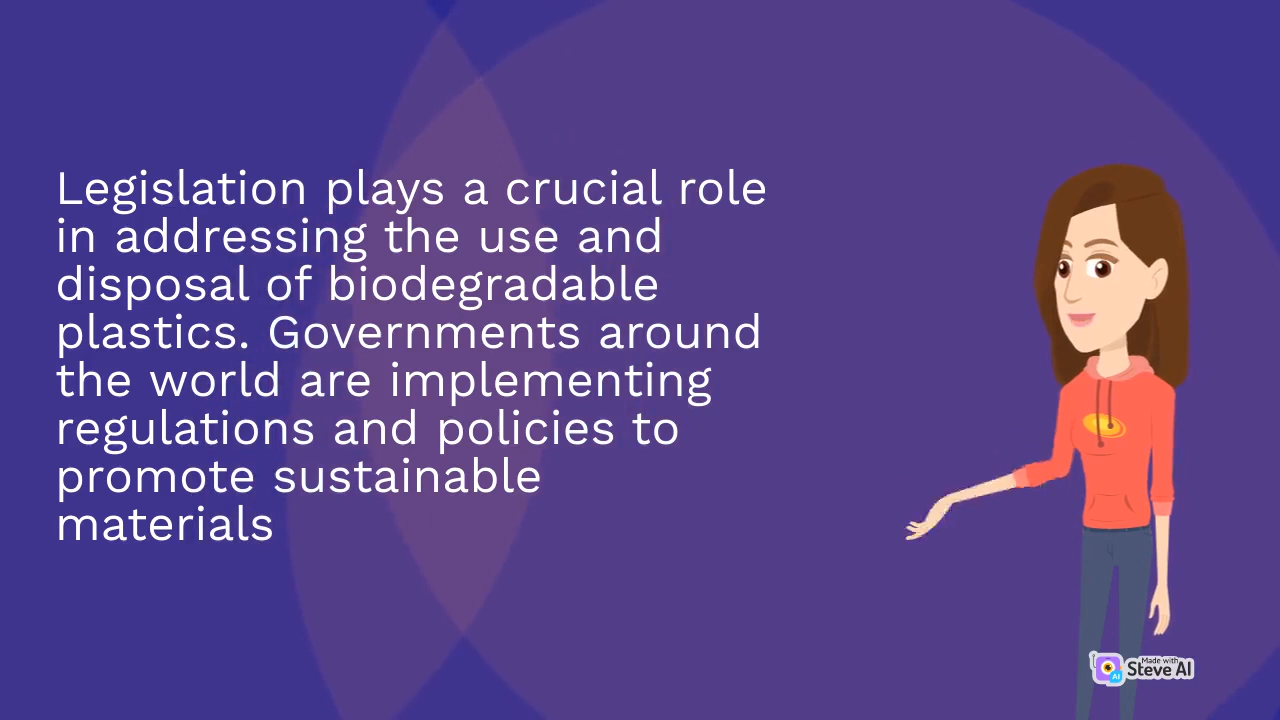 Legislation plays a crucial role
in addressing the use and
disposal of biodegradable
plastics. Governments around
the world are implementing
regulations and policies to
promote sustainable
materials
Made with
Steve AI
AI